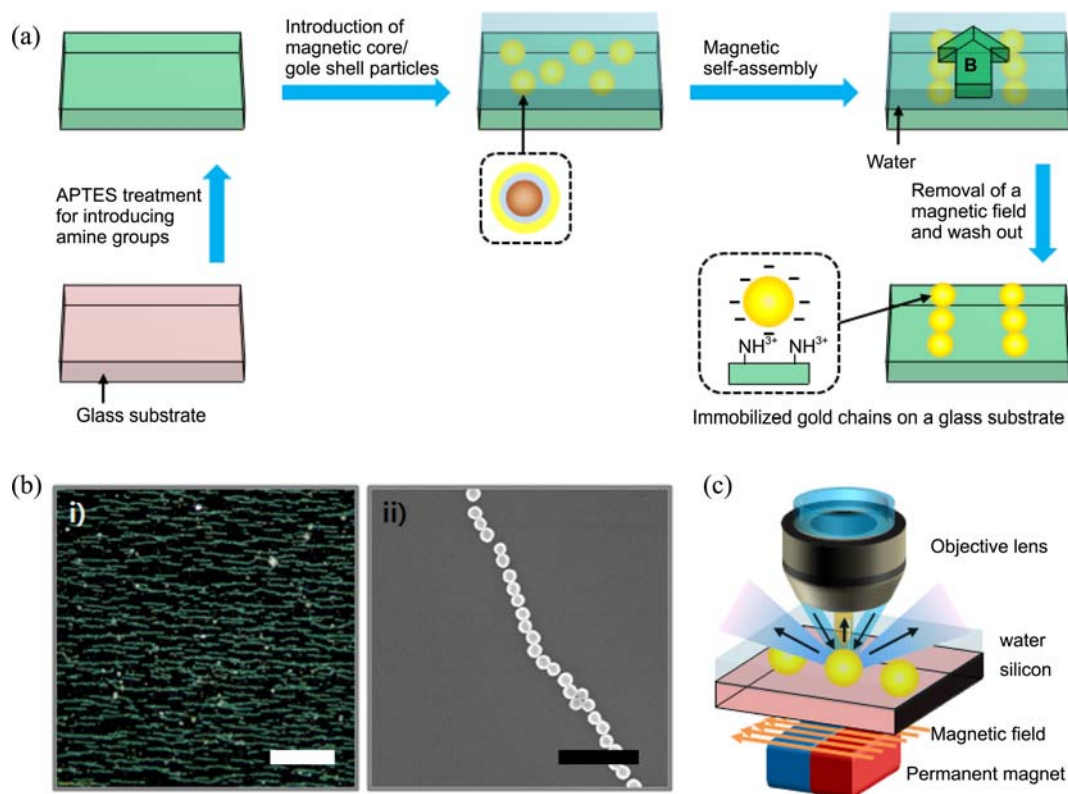 (a)
Introduction of
magnetic core/
gole shell particles
Magnetic
self-assembly
B
Water
APTES treatment
for introducing
amine groups
Removal of a
magnetic field
and wash out
NH³⁺ NH³⁺
Glass substrate
Immobilized gold chains on a glass substrate
(b)
i)
ii)
(c)
Objective lens
water
silicon
Magnetic field
Permanent magnet